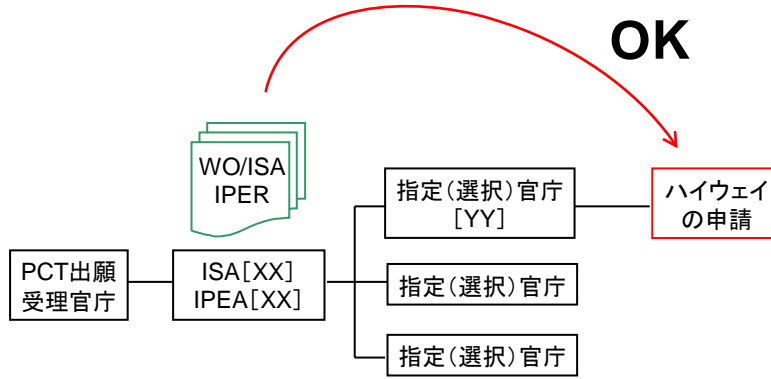 OK
WO/ISA
IPER
指定(選択)官庁
[YY]
ハイウェイ
の申請
PCT出願
受理官庁
ISA[XX]
IPEA[XX]
指定(選択)官庁
指定(選択)官庁